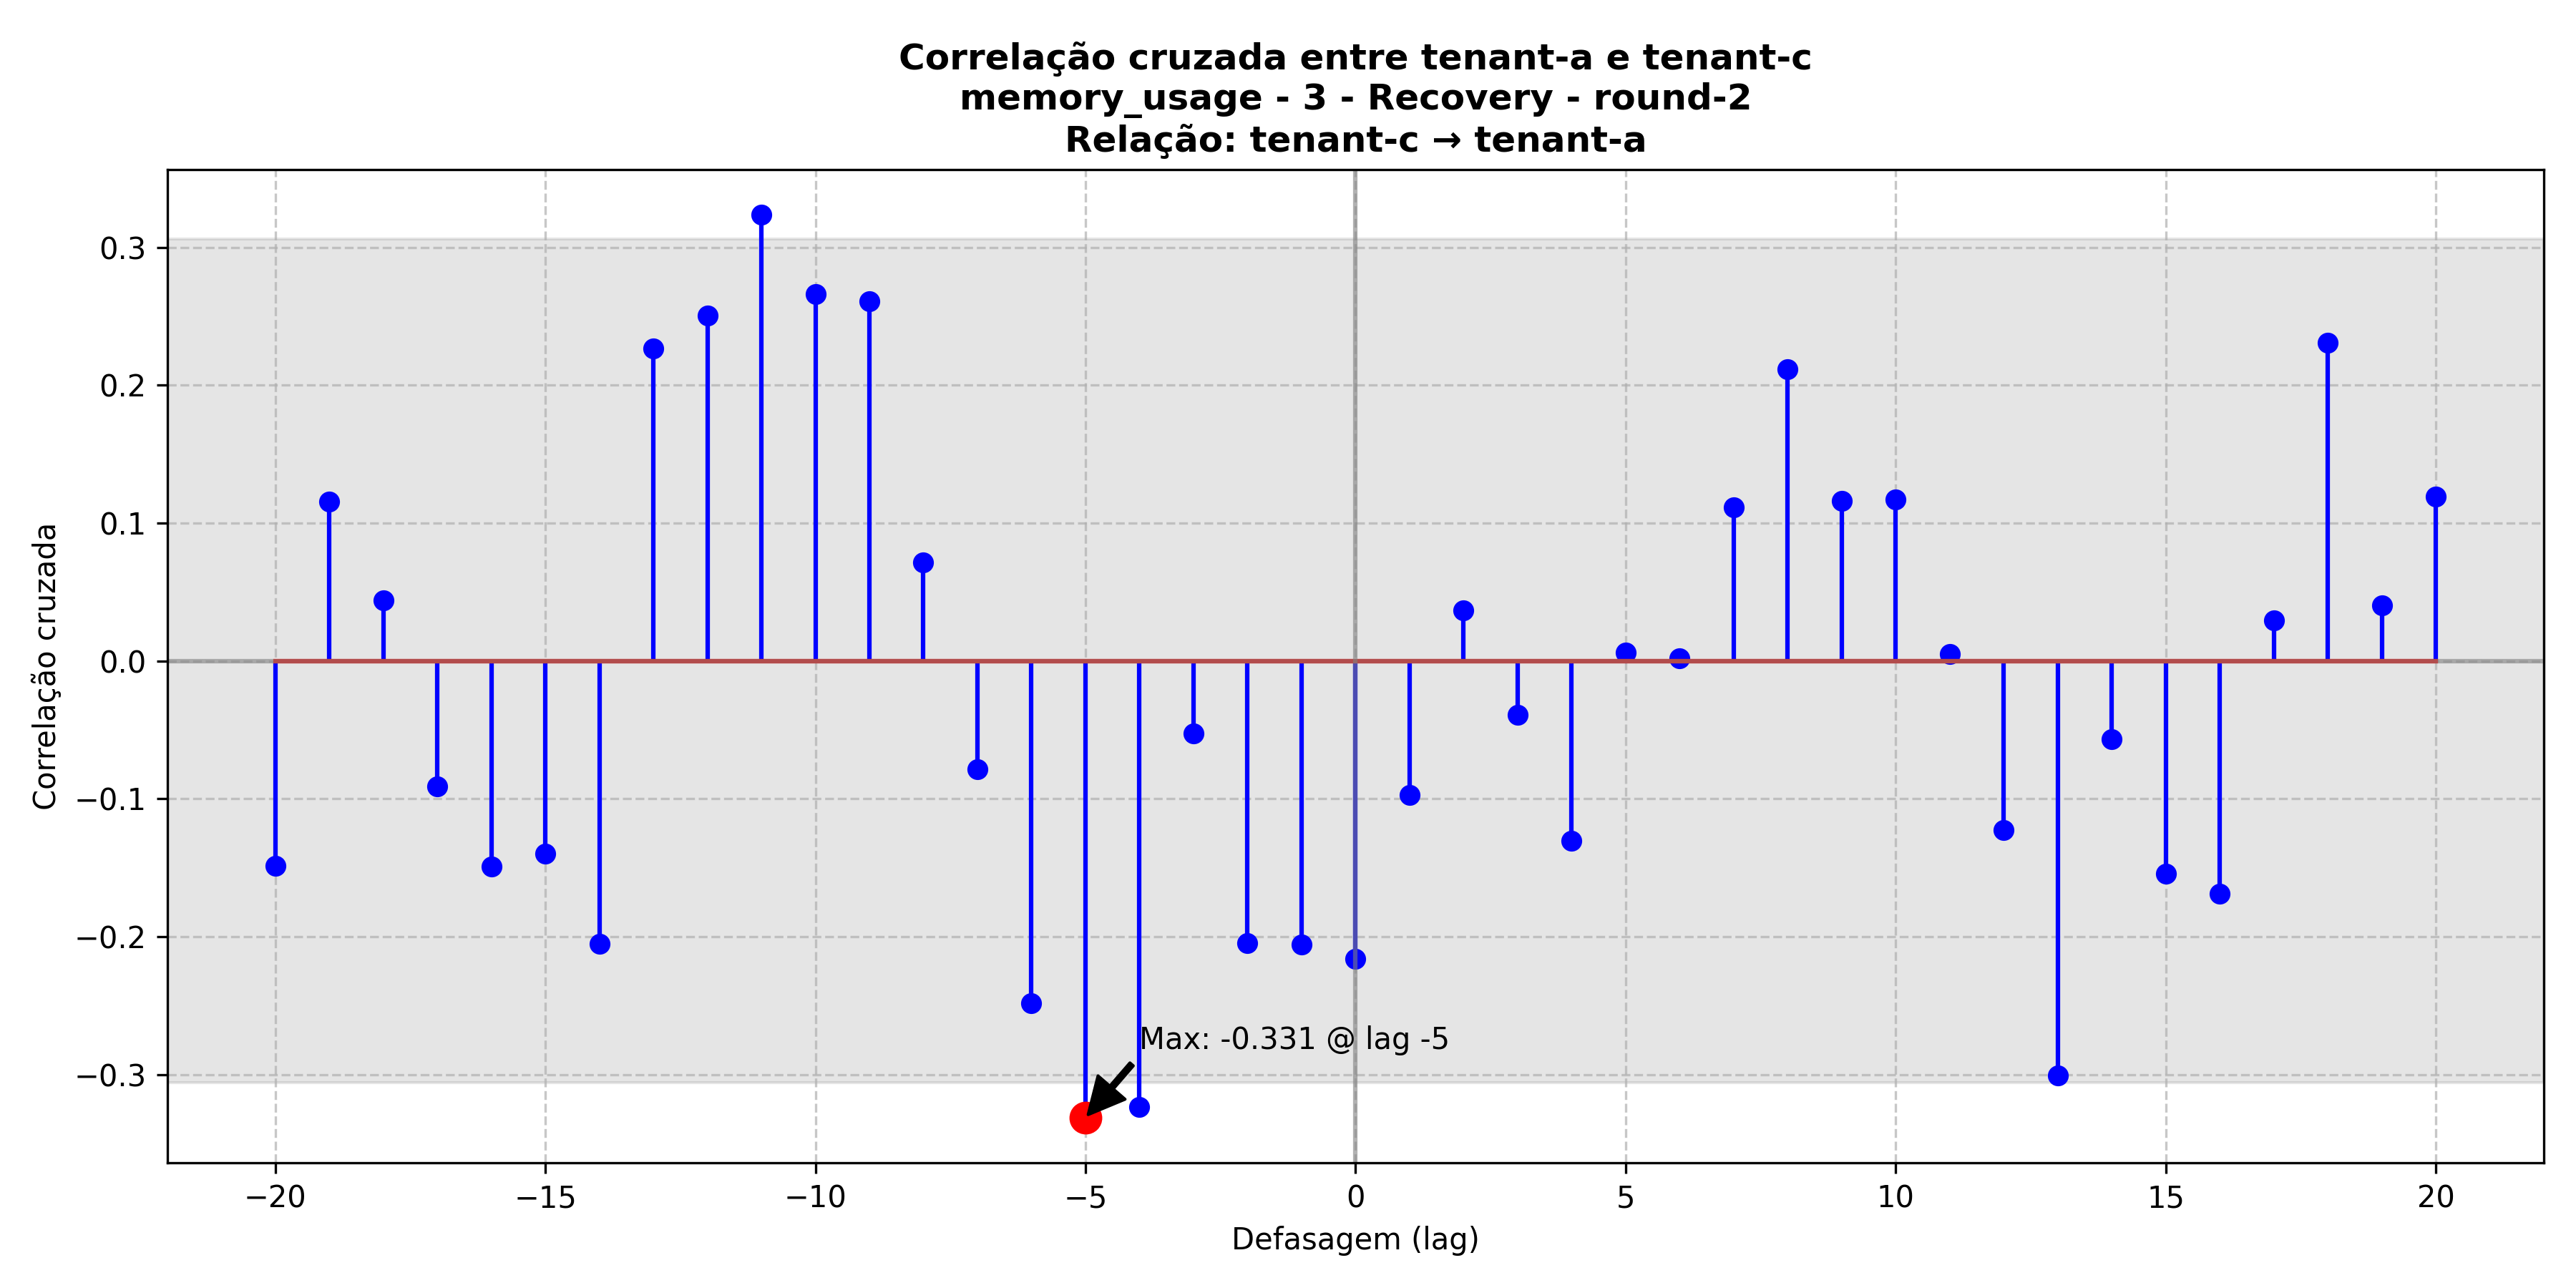 Correlação cruzada entre tenant-a e tenant-c
memory_usage - 3 - Recovery - round-2
Relação: tenant-c → tenant-a
Correlação cruzada
0.3
0.2
0.1
0.0
−0.1
−0.2
−0.3
Max: -0.331 @ lag -5
−20
−15
−10
−5
0
5
10
15
20
Defasagem (lag)